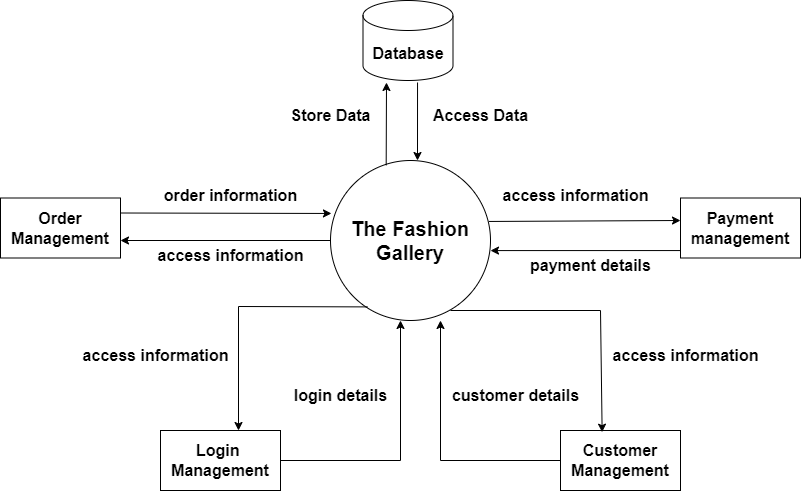 Database
Store Data
Access Data
order information
access information
Order
Management
The Fashion
Gallery
Payment
management
access information
payment details
access information
access information
login details
customer details
Login
Management
Customer
Management